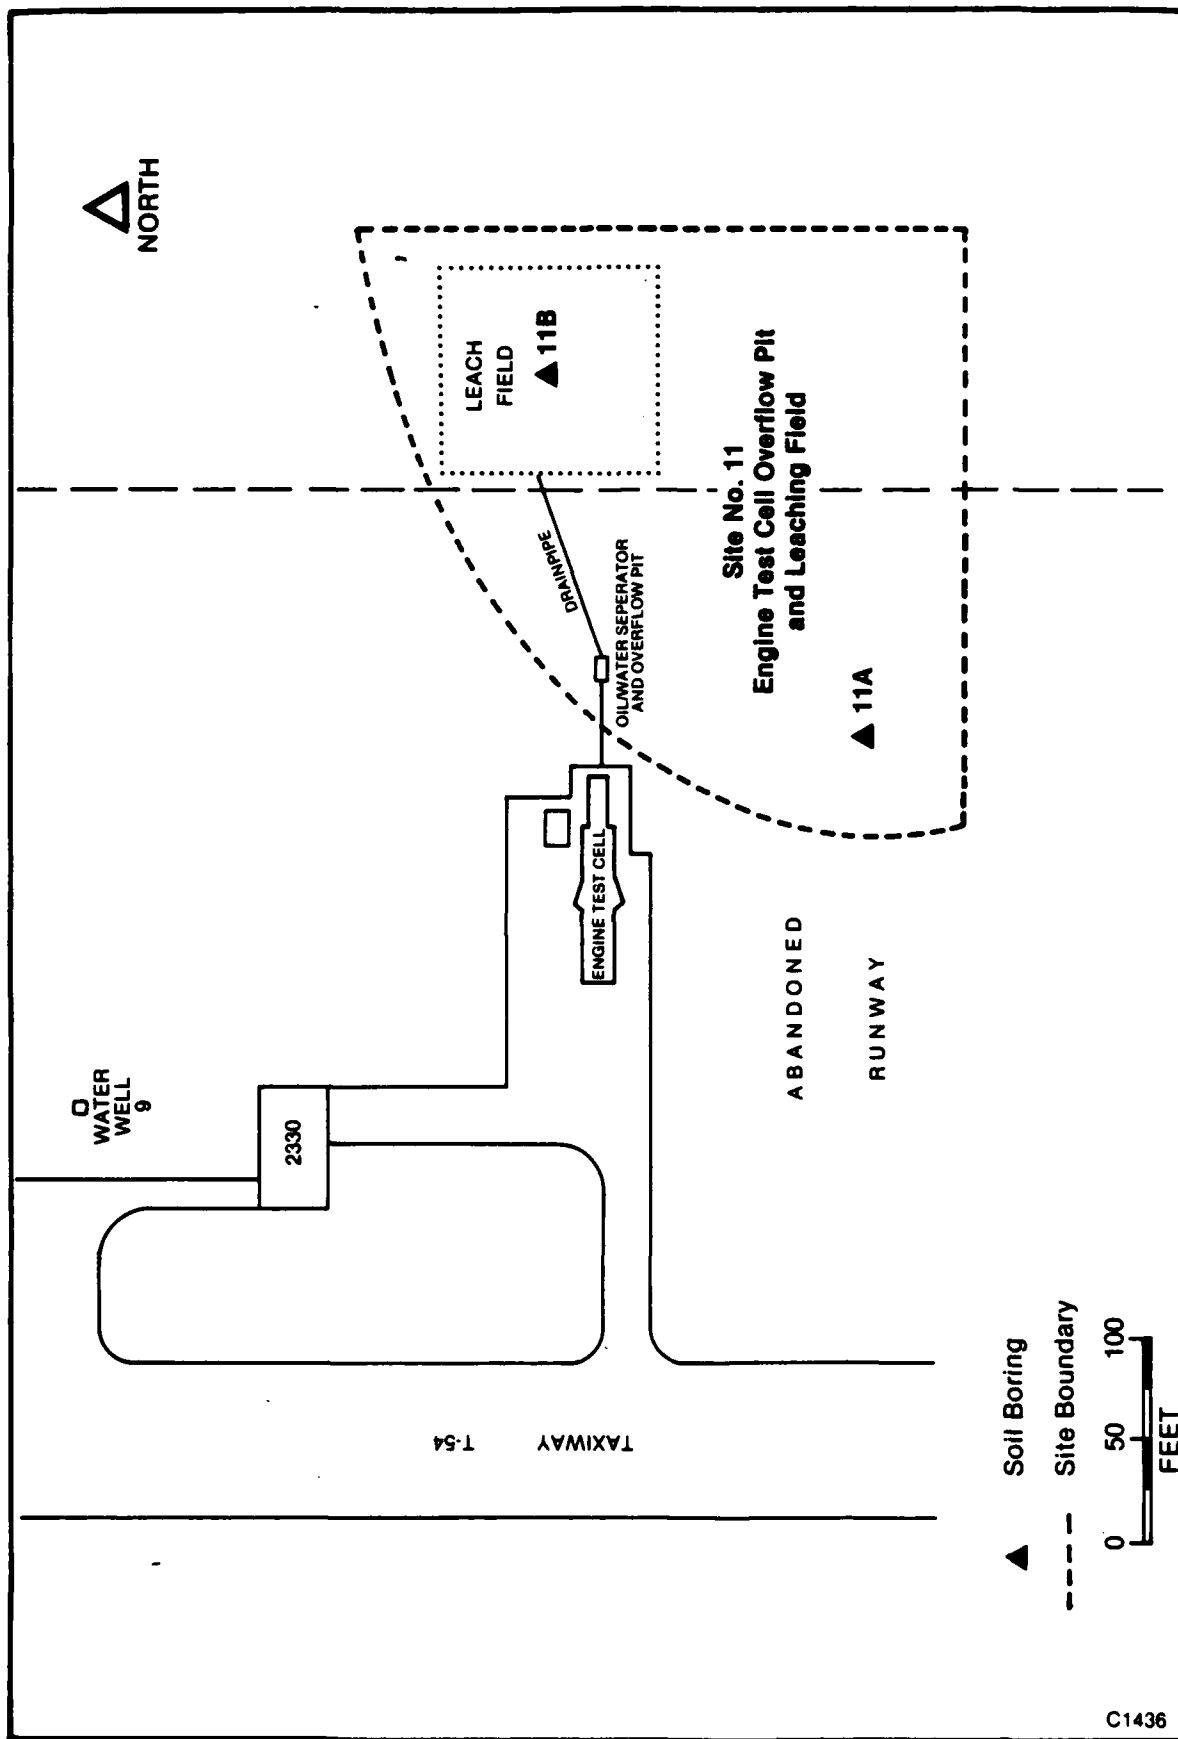 NORTH
LEACH
FIELD
11B
DRAINPIPE
OIL/WATER SEPERATOR
AND OVERFLOW PIT
Site No. 11
Engine Test Cell Overflow Pit
and Leaching Field
11A
ENGINE TEST CELL
ABANDONED
RUNWAY
WATER
WELL
9
2330
TAXIWAY T-54
Soil Boring
Site Boundary
0 50 100
FEET
C1436